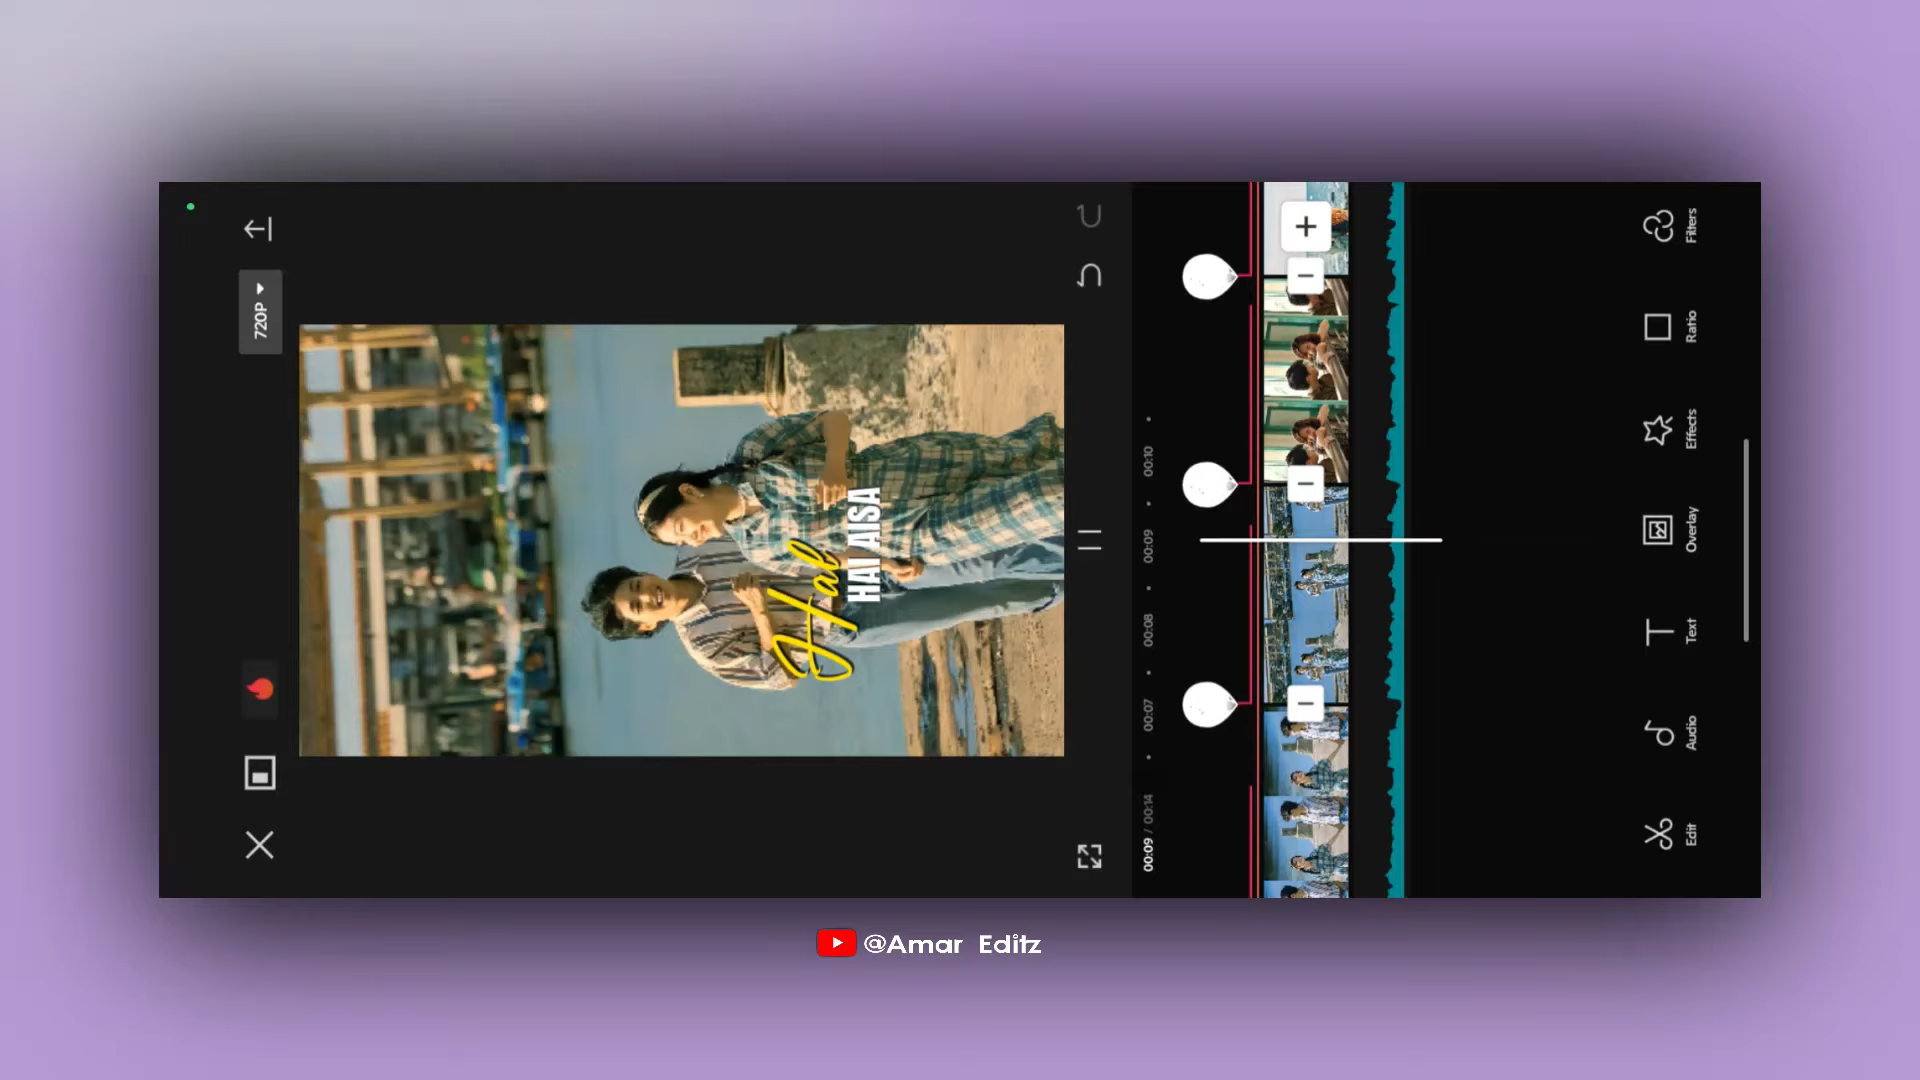 720P
Hab
HAI AISA
00:09 / 00:14
00:07
00:08
00:09
00:10
Edit
Audio
Text
Overlay
Effects
Ratio
Filters
@Amar Editz